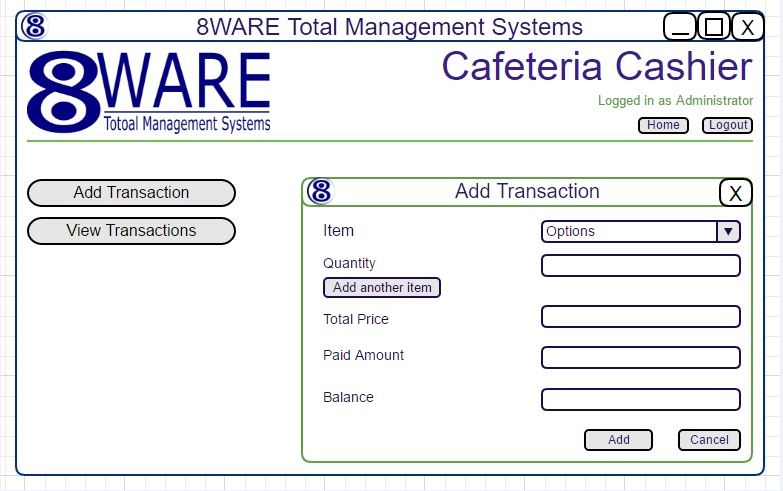 8 8WARE Total Management Systems X
8WARE
Totoal Management Systems
Cafeteria Cashier
Logged in as Administrator
Home Logout
Add Transaction
View Transactions
8 Add Transaction X
Item Options
Quantity
Add another item
Total Price
Paid Amount
Balance
Add Cancel